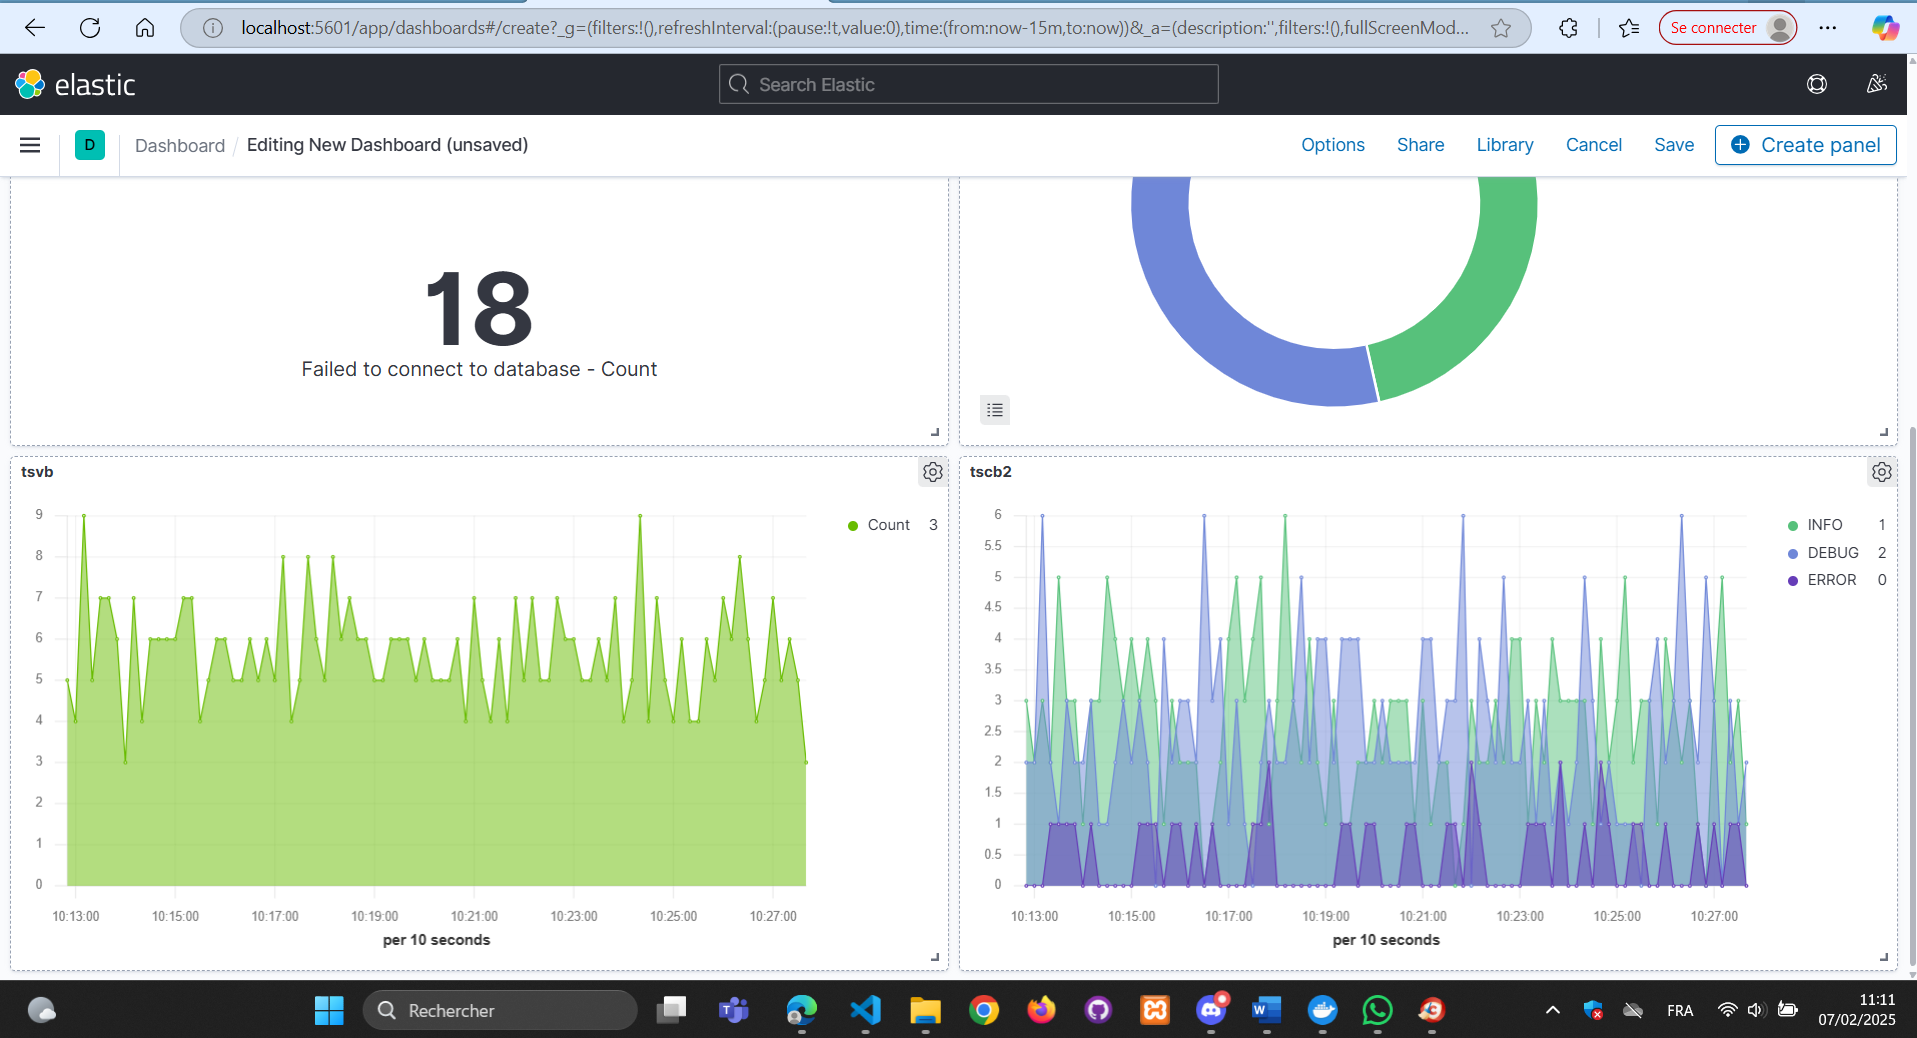 localhost:5601/app/dashboards#/create?_g=(filters:!(),refreshInterval:(pause:!t,value:0),time:(from:now-15m,to:now))&_a=(description:'',filters:!(),fullScreenMod...
Se connecter
elastic
Search Elastic
D
Dashboard / Editing New Dashboard (unsaved)
Options
Share
Library
Cancel
Save
Create panel
18
Failed to connect to database - Count
tsvb
9
8
7
6
5
4
3
2
1
0
10:13:00
10:15:00
10:17:00
10:19:00
10:21:00
10:23:00
10:25:00
10:27:00
per 10 seconds
Count 3
tscb2
6
5.5
5
4.5
4
3.5
3
2.5
2
1.5
1
0.5
0
10:13:00
10:15:00
10:17:00
10:19:00
10:21:00
10:23:00
10:25:00
10:27:00
per 10 seconds
INFO 1
DEBUG 2
ERROR 0
Rechercher
FRA
11:11
07/02/2025